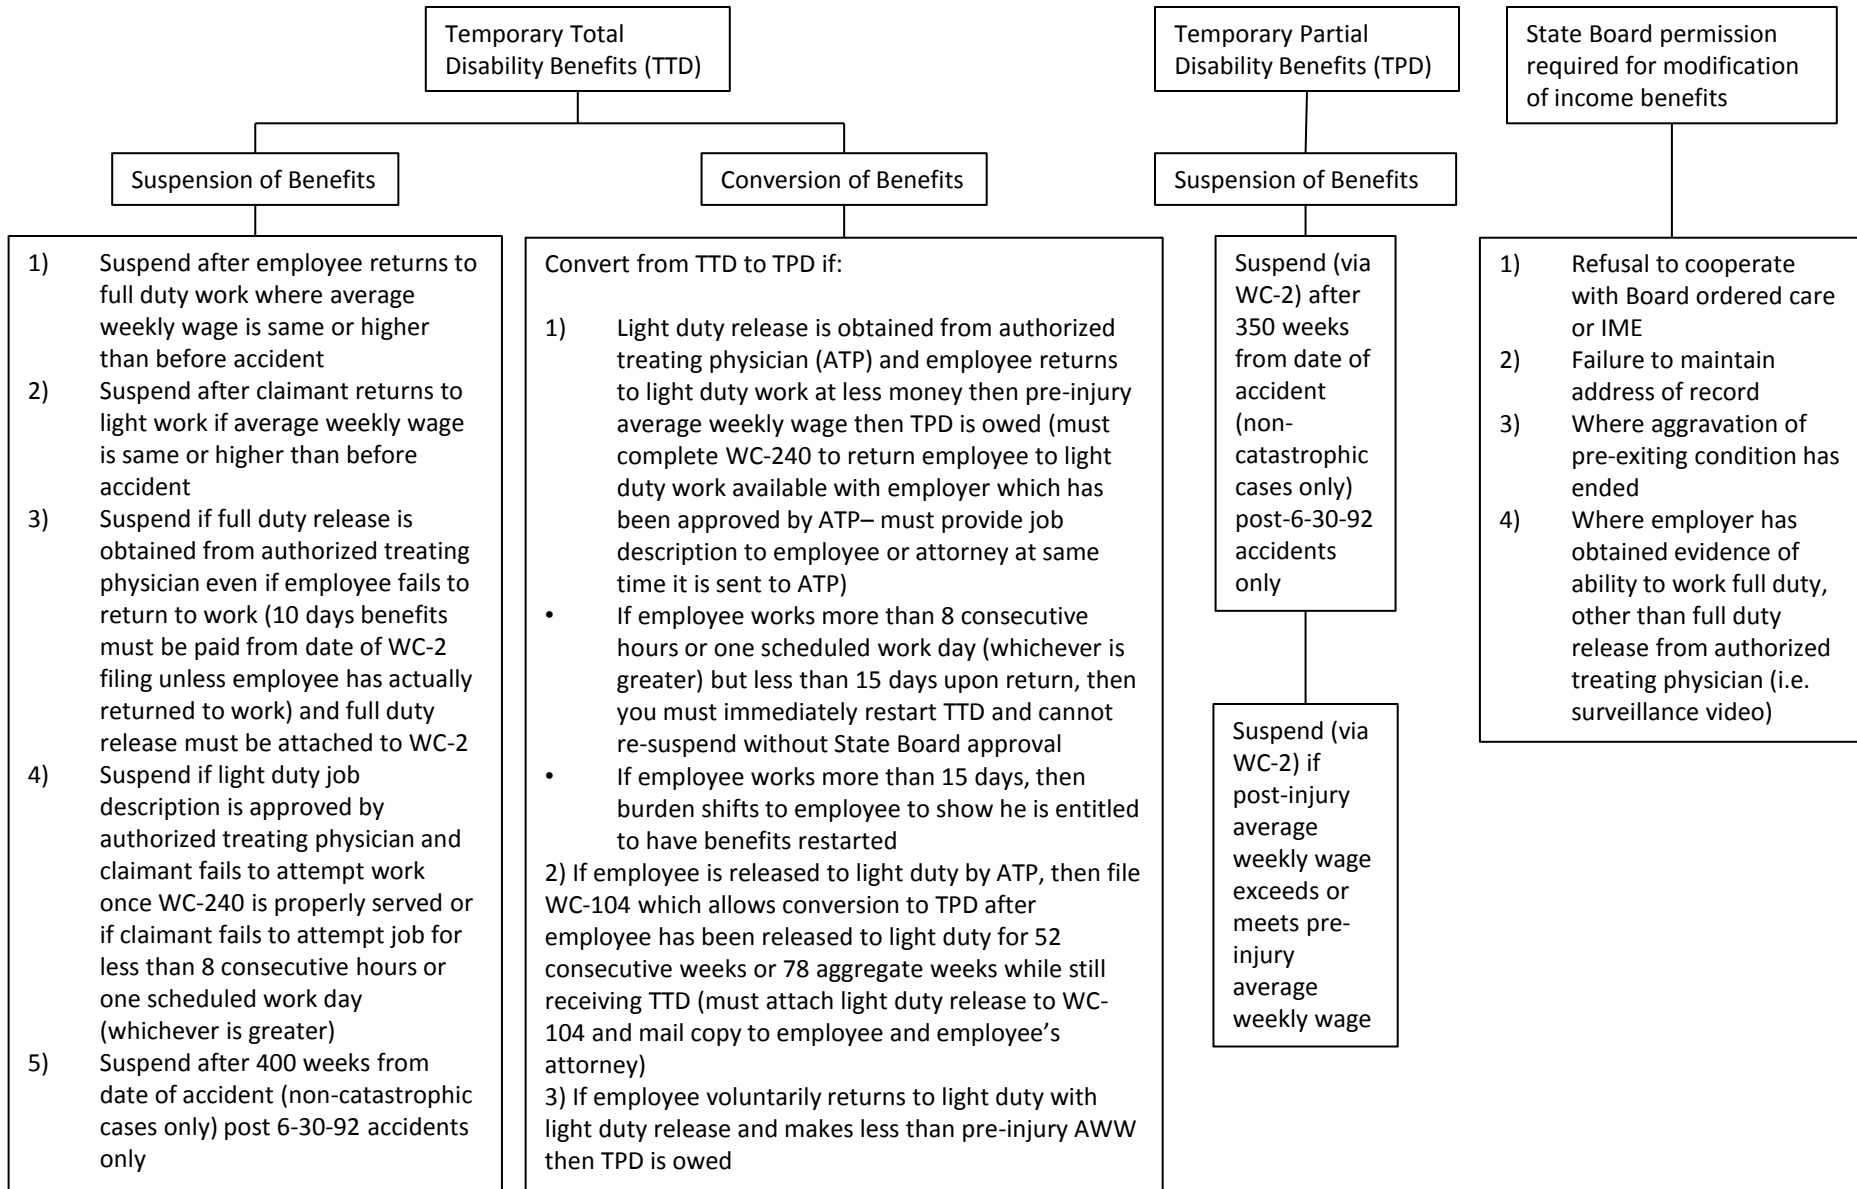 Temporary Total
Disability Benefits (TTD)
Temporary Partial
Disability Benefits (TPD)
State Board permission
required for modification
of income benefits
Suspension of Benefits
Conversion of Benefits
Suspension of Benefits
1) Suspend after employee returns to
full duty work where average
weekly wage is same or higher
than before accident
2) Suspend after claimant returns to
light work if average weekly wage
is same or higher than before
accident
3) Suspend if full duty release is
obtained from authorized treating
physician even if employee fails to
return to work (10 days benefits
must be paid from date of WC-2
filing unless employee has actually
returned to work) and full duty
release must be attached to WC-2
4) Suspend if light duty job
description is approved by
authorized treating physician and
claimant fails to attempt work
once WC-240 is properly served or
if claimant fails to attempt job for
less than 8 consecutive hours or
one scheduled work day
(whichever is greater)
5) Suspend after 400 weeks from
date of accident (non-catastrophic
cases only) post 6-30-92 accidents
only
Convert from TTD to TPD if:
1) Light duty release is obtained from authorized
treating physician (ATP) and employee returns
to light duty work at less money then pre-injury
average weekly wage then TPD is owed (must
complete WC-240 to return employee to light
duty work available with employer which has
been approved by ATP– must provide job
description to employee or attorney at same
time it is sent to ATP)
• If employee works more than 8 consecutive
hours or one scheduled work day (whichever is
greater) but less than 15 days upon return, then
you must immediately restart TTD and cannot
re-suspend without State Board approval
• If employee works more than 15 days, then
burden shifts to employee to show he is entitled
to have benefits restarted
2) If employee is released to light duty by ATP, then file
WC-104 which allows conversion to TPD after
employee has been released to light duty for 52
consecutive weeks or 78 aggregate weeks while still
receiving TTD (must attach light duty release to WC-
104 and mail copy to employee and employee’s
attorney)
3) If employee voluntarily returns to light duty with
light duty release and makes less than pre-injury AWW
then TPD is owed
Suspend (via
WC-2) after
350 weeks
from date of
accident
(non-
catastrophic
cases only)
post-6-30-92
accidents
only
Suspend (via
WC-2) if
post-injury
average
weekly wage
exceeds or
meets pre-
injury
average
weekly wage
1) Refusal to cooperate
with Board ordered care
or IME
2) Failure to maintain
address of record
3) Where aggravation of
pre-exiting condition has
ended
4) Where employer has
obtained evidence of
ability to work full duty,
other than full duty
release from authorized
treating physician (i.e.
surveillance video)